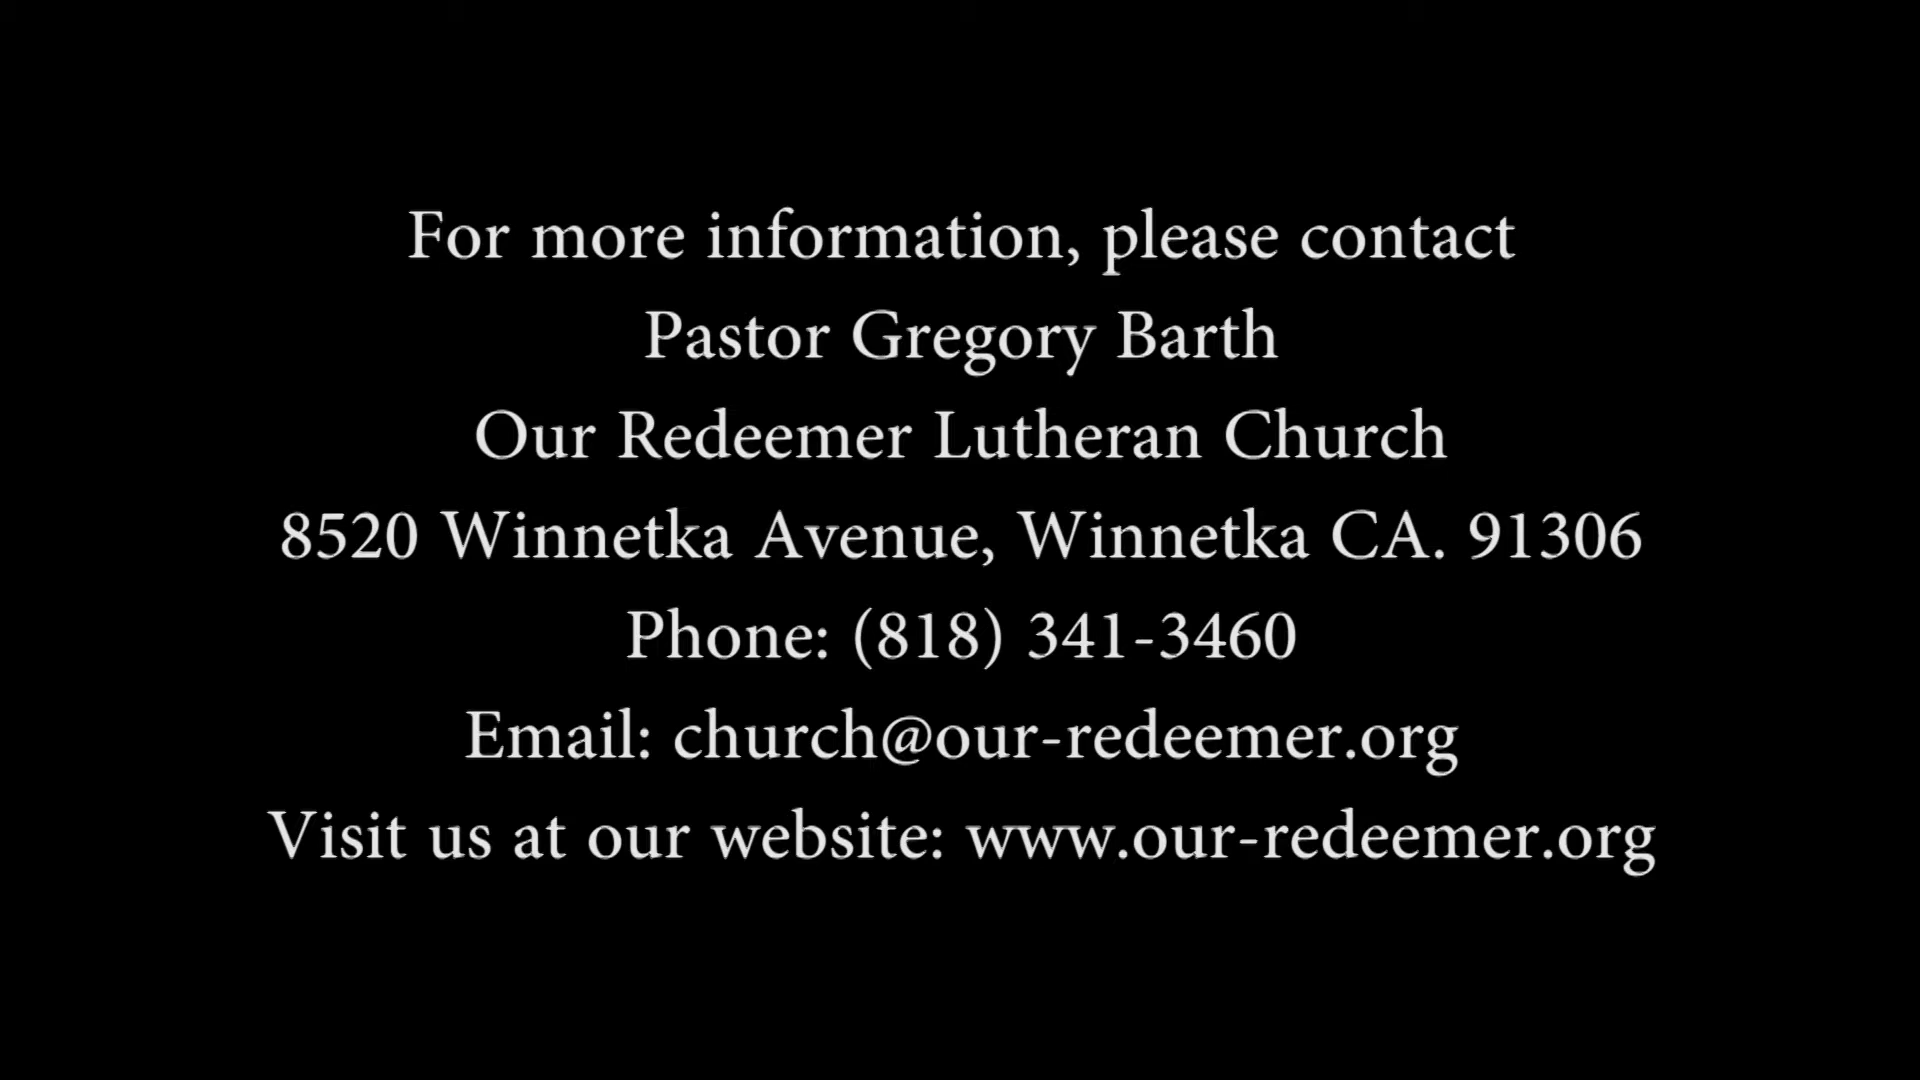 For more information, please contact
Pastor Gregory Barth
Our Redeemer Lutheran Church
8520 Winnetka Avenue, Winnetka CA. 91306
Phone: (818) 341-3460
Email: church@our-redeemer.org
Visit us at our website: www.our-redeemer.org